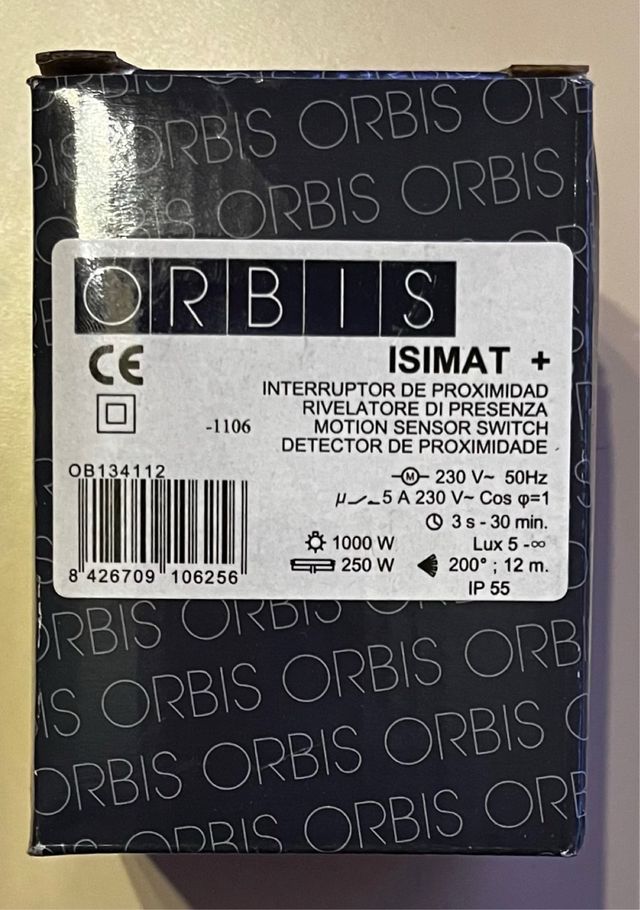 ORBIS
ORBIS ORBIS
ORBIS ORBIS
ORBIS
CE
ISIMAT +
INTERRUPTOR DE PROXIMIDAD
RIVELATORE DI PRESENZA
-1106 MOTION SENSOR SWITCH
DETECTOR DE PROXIMIDADE
OB134112
M 230 V~ 50Hz
μ 5 A 230 V~ Cos φ=1
3 s - 30 min.
1000 W Lux 5 -∞
250 W 200° ; 12 m.
IP 55
8 426709 106256
ORBIS ORBIS
ORBIS ORBIS ORB
ORBIS ORBIS ORBIS
ORBIS ORBIS ORB